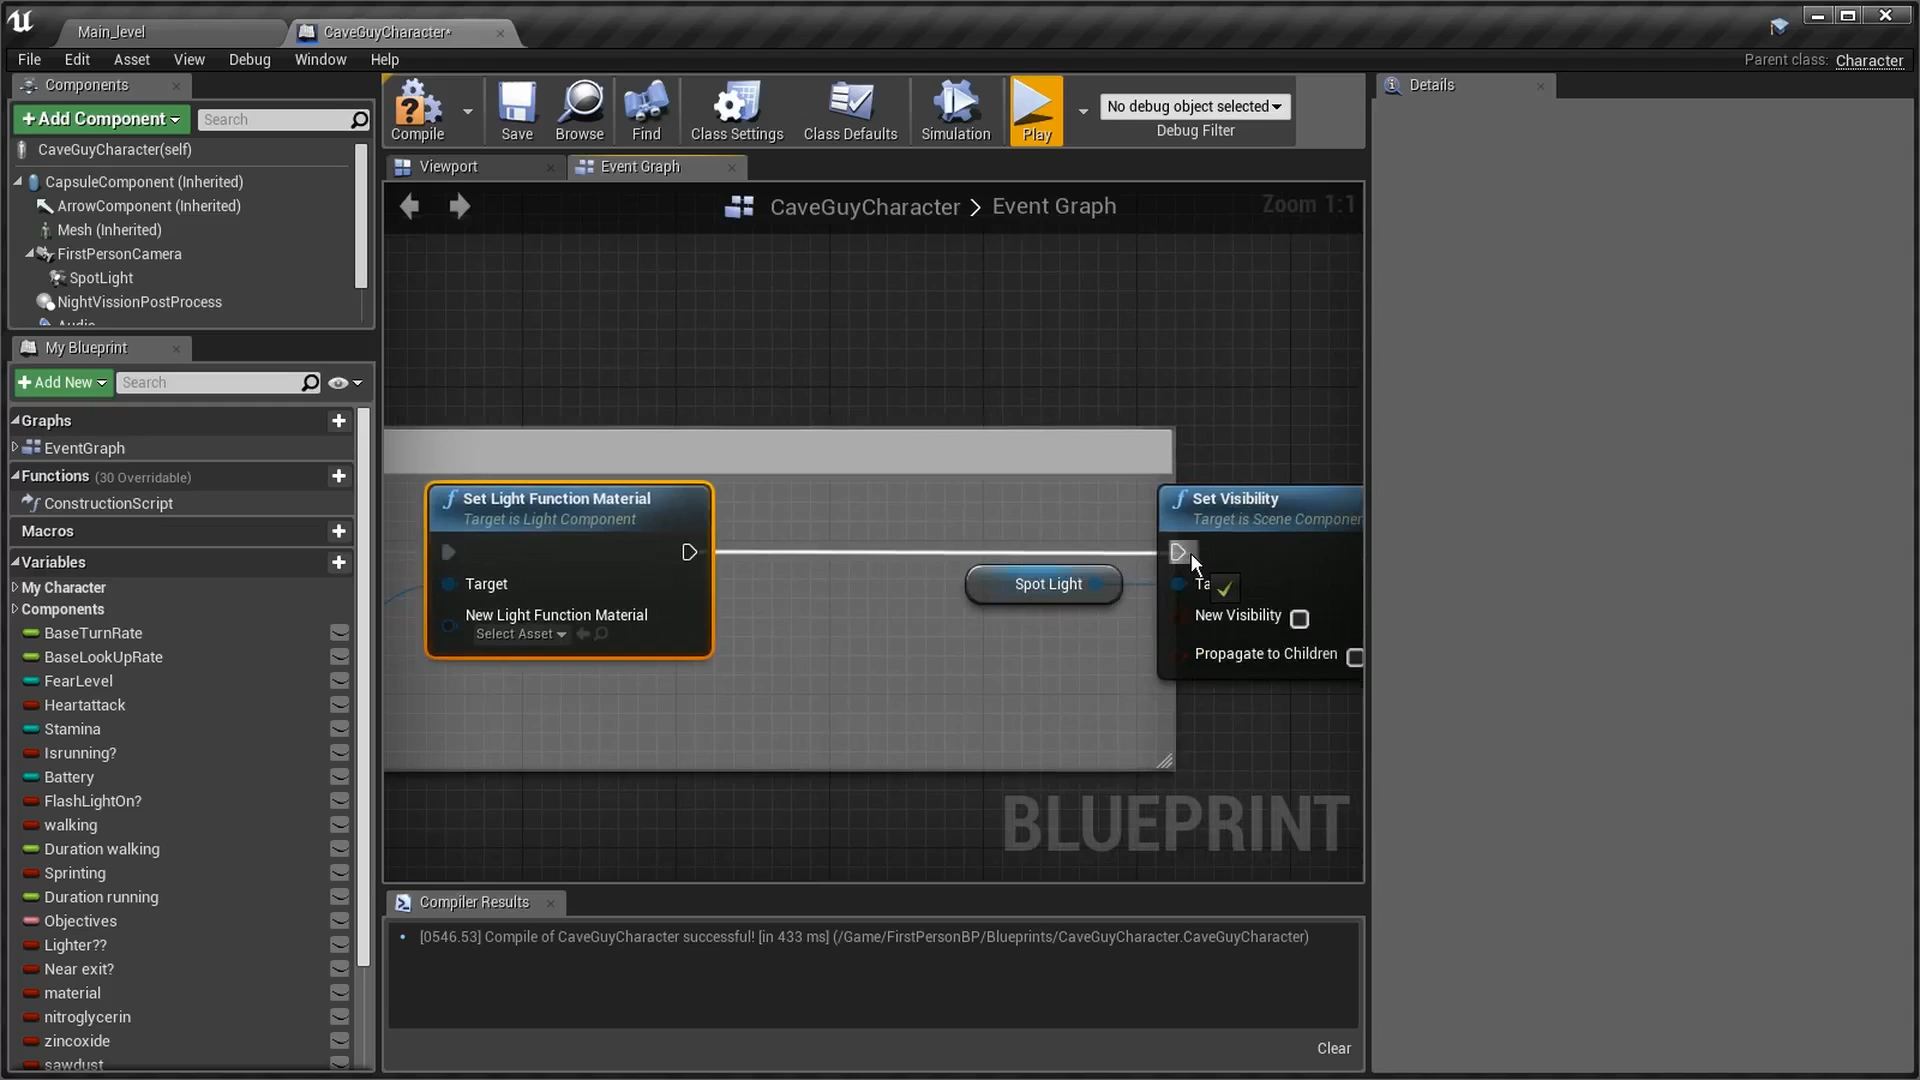 Main_level
CaveGuyCharacter*
File Edit Asset View Debug Window Help
Parent class: Character
Components
+ Add Component
Search
CaveGuyCharacter(self)
CapsuleComponent (Inherited)
ArrowComponent (Inherited)
Mesh (Inherited)
FirstPersonCamera
SpotLight
NightVissionPostProcess
Audio
My Blueprint
+ Add New
Search
Graphs
EventGraph
Functions (30 Overridable)
ConstructionScript
Macros
Variables
My Character
Components
BaseTurnRate
BaseLookUpRate
FearLevel
Heartattack
Stamina
Isrunning?
Battery
FlashLightOn?
walking
Duration walking
Sprinting
Duration running
Objectives
Lighter??
Near exit?
material
nitroglycerin
zincoxide
sawdust
Compile
Save
Browse
Find
Class Settings
Class Defaults
Simulation
Play
No debug object selected
Debug Filter
Viewport
Event Graph
CaveGuyCharacter > Event Graph
Zoom 1:1
Set Light Function Material
Target is Light Component
Target
New Light Function Material
Select Asset
Spot Light
Set Visibility
Target is Scene Componen
Ta
New Visibility
Propagate to Children
BLUEPRINT
Compiler Results
[0546.53] Compile of CaveGuyCharacter successful! [in 433 ms] (/Game/FirstPersonBP/Blueprints/CaveGuyCharacter.CaveGuyCharacter)
Clear
Details